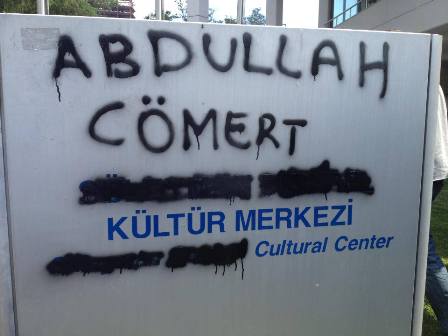 ABDULLAH
CÖMERT
KÜLTÜR MERKEZİ
Cultural Center